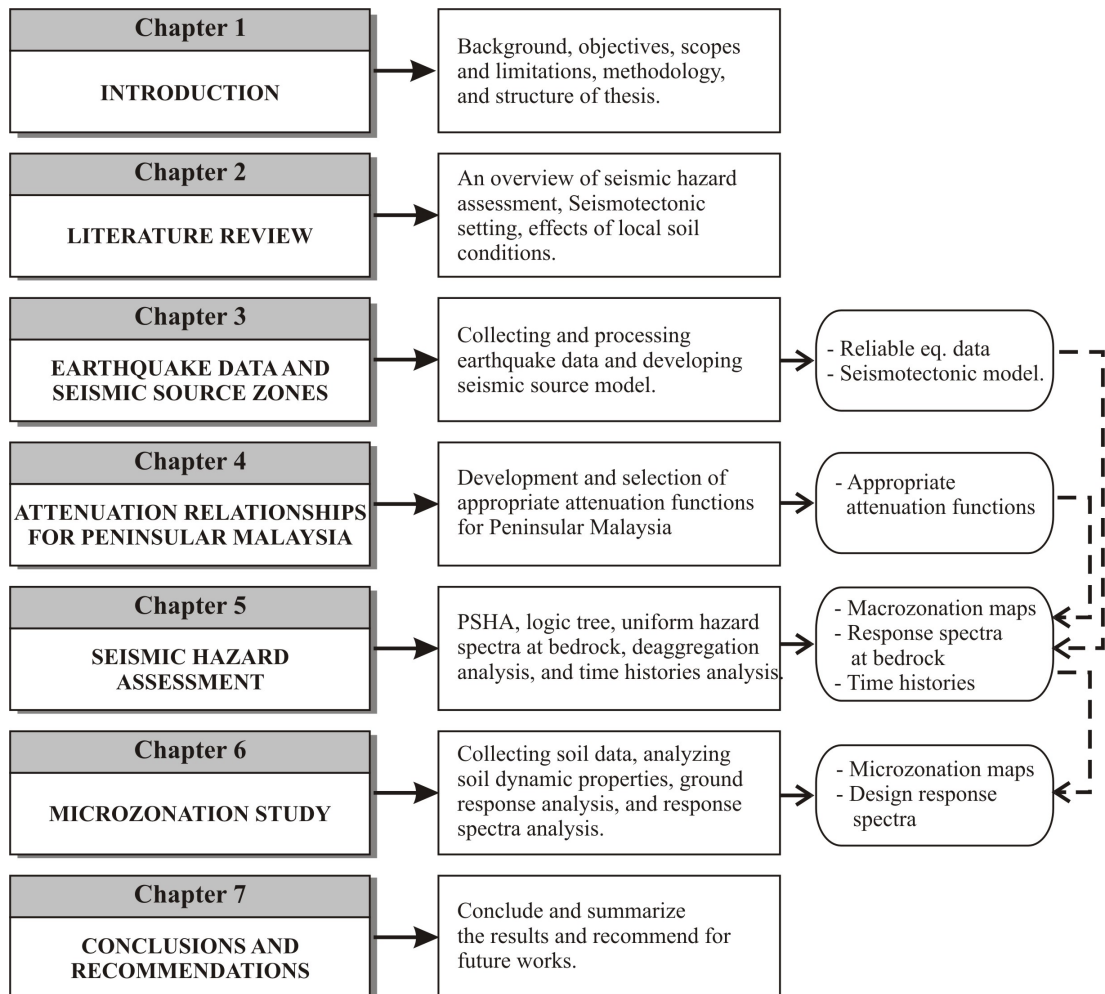 Chapter 1
INTRODUCTION
Background, objectives, scopes
and limitations, methodology,
and structure of thesis.
Chapter 2
LITERATURE REVIEW
An overview of seismic hazard
assessment, Seismotectonic
setting, effects of local soil
conditions.
Chapter 3
EARTHQUAKE DATA AND
SEISMIC SOURCE ZONES
Collecting and processing
earthquake data and developing
seismic source model.
- Reliable eq. data
- Seismotectonic model.
Chapter 4
ATTENUATION RELATIONSHIPS
FOR PENINSULAR MALAYSIA
Development and selection of
appropriate attenuation functions
for Peninsular Malaysia
- Appropriate
attenuation functions
Chapter 5
SEISMIC HAZARD
ASSESSMENT
PSHA, logic tree, uniform hazard
spectra at bedrock, deaggregation
analysis, and time histories analysis.
- Macrozonation maps
- Response spectra
at bedrock
- Time histories
Chapter 6
MICROZONATION STUDY
Collecting soil data, analyzing
soil dynamic properties, ground
response analysis, and response
spectra analysis.
- Microzonation maps
- Design response
spectra
Chapter 7
CONCLUSIONS AND
RECOMMENDATIONS
Conclude and summarize
the results and recommend for
future works.